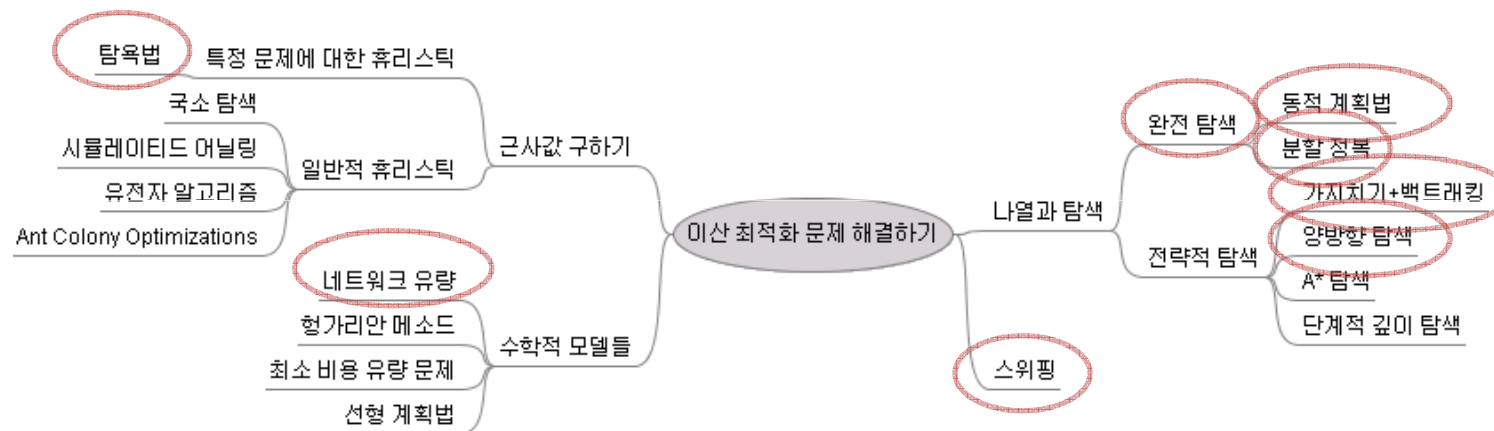 탐욕법
특정 문제에 대한 휴리스틱
국소 탐색
시뮬레이티드 어닐링
일반적 휴리스틱
유전자 알고리즘
Ant Colony Optimizations
근사값 구하기
네트워크 유량
헝가리안 메소드
최소 비용 유량 문제
선형 계획법
수학적 모델들
이산 최적화 문제 해결하기
나열과 탐색
완전 탐색
동적 계획법
분할 정복
전략적 탐색
가지치기+백트래킹
양방향 탐색
A* 탐색
단계적 깊이 탐색
스위핑